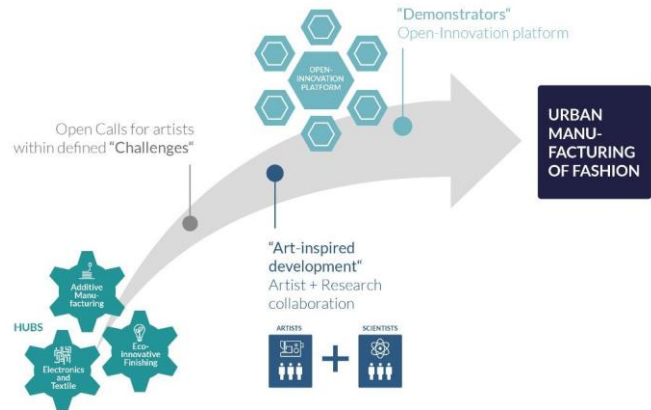 "Demonstrators"
Open-Innovation platform
OPEN-
INNOVATION
PLATFORM
URBAN
MANU-
FACTURING
OF FASHION
Open Calls for artists
within defined "Challenges"
"Art-inspired
development"
Artist + Research
collaboration
ARTISTS
SCIENTISTS
HUBS
Additive
Manu-
facturing
Eco-
Innovative
Finishing
Electronics
and
Textile